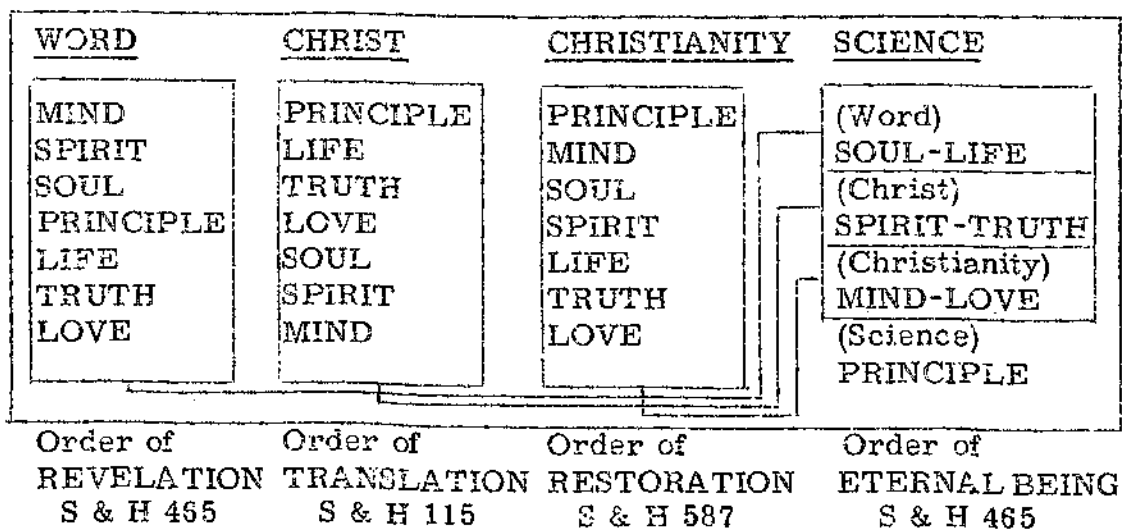 WORD CHRIST CHRISTIANITY SCIENCE
MIND PRINCIPLE PRINCIPLE (Word)
SPIRIT LIFE MIND SOUL-LIFE
SOUL TRUTH SOUL (Christ)
PRINCIPLE LOVE SPIRIT SPIRIT-TRUTH
LIFE SOUL LIFE (Christianity)
TRUTH SPIRIT TRUTH MIND-LOVE
LOVE MIND LOVE (Science)
PRINCIPLE
Order of Order of Order of Order of
REVELATION TRANSLATION RESTORATION ETERNAL BEING
S & H 465 S & H 115 S & H 587 S & H 465